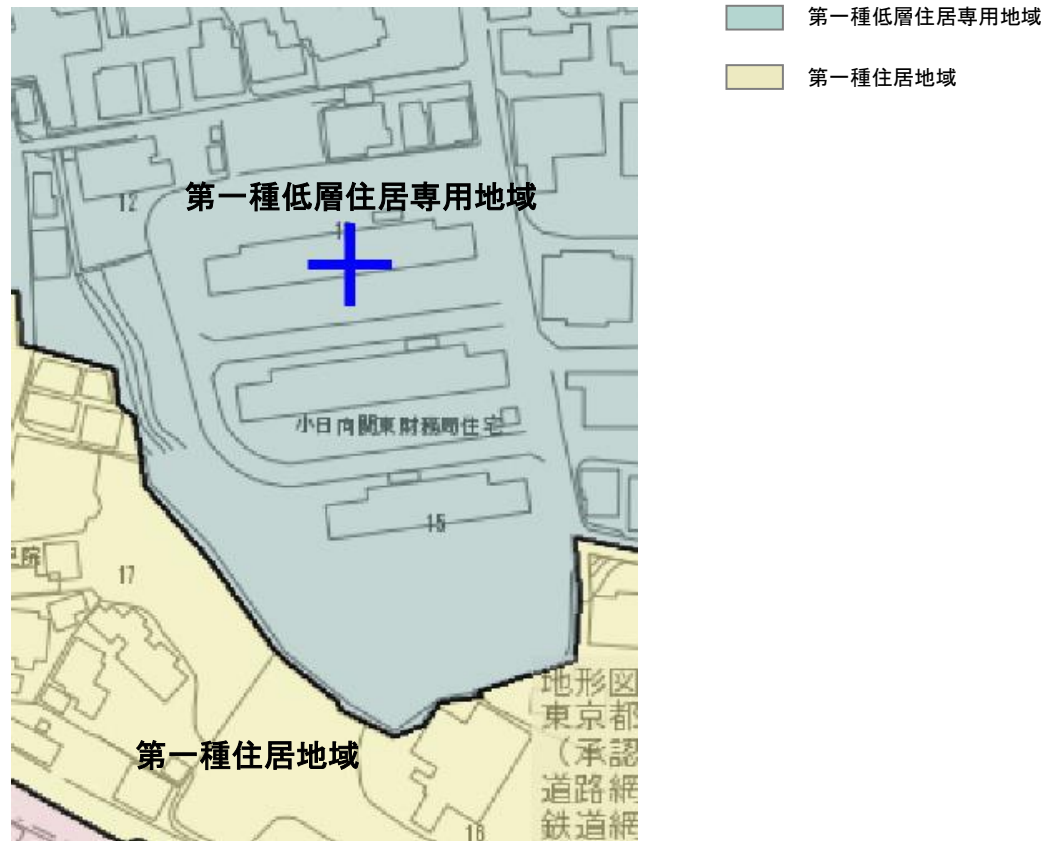 第一種低層住居専用地域
第一種住居地域
12
第一種低層住居専用地域
小日向関東財務局住宅
15
17
第一種住居地域
16
地形図
東京都
（承認
道路網
鉄道網